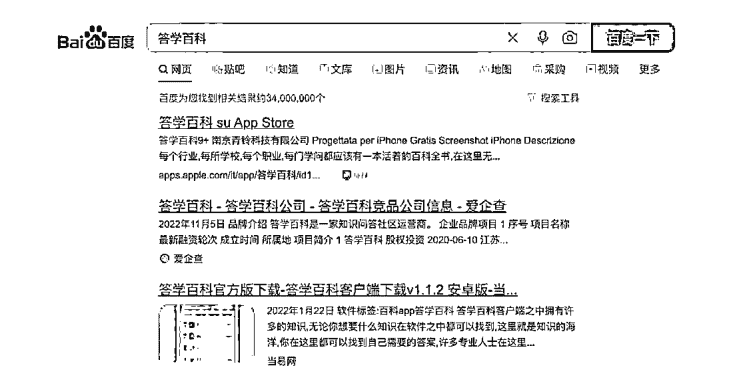 Bai百度
答学百科
百度一下
网页 贴吧 知道 文库 图片 资讯 地图 采购 视频 更多
百度为您找到相关结果约34,000,000个
搜索工具
答学百科 su App Store
答学百科9+ 南京青铃科技有限公司 Progettata per iPhone Gratis Screenshot iPhone Descrizione
每个行业,每所学校,每个职业,每门学问都应该有一本活着的百科全书,在这里无...
apps.apple.com/it/app/答学百科/id1...
答学百科 - 答学百科公司 - 答学百科竞品公司信息 - 爱企查
2022年11月5日 品牌介绍 答学百科是一家知识问答社区运营商。 企业品牌项目 1 序号 项目名称
最新融资轮次 成立时间 所属地 项目简介 1 答学百科 股权投资 2020-06-10 江苏...
爱企查
答学百科官方版下载-答学百科客户端下载v1.1.2 安卓版-当...
2022年1月22日 软件标签:百科app答学百科 答学百科客户端之中拥有许
多的知识,无论你想要什么知识在软件之中都可以找到,这里就是知识的海
洋,你在这里都可以找到自己需要的答案,许多专业人士在这里...
当易网